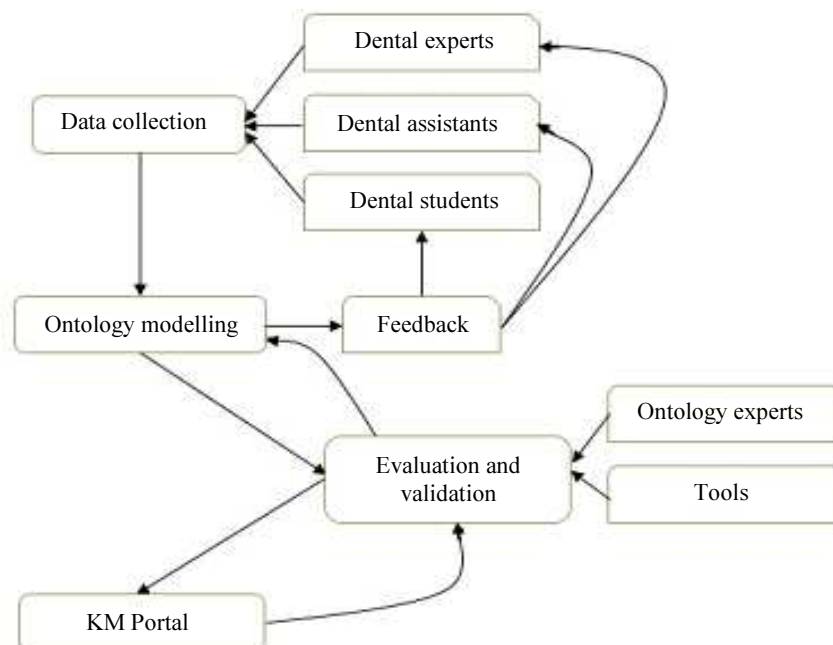 Dental experts
Data collection
Dental assistants
Dental students
Ontology modelling
Feedback
Ontology experts
Evaluation and
validation
Tools
KM Portal